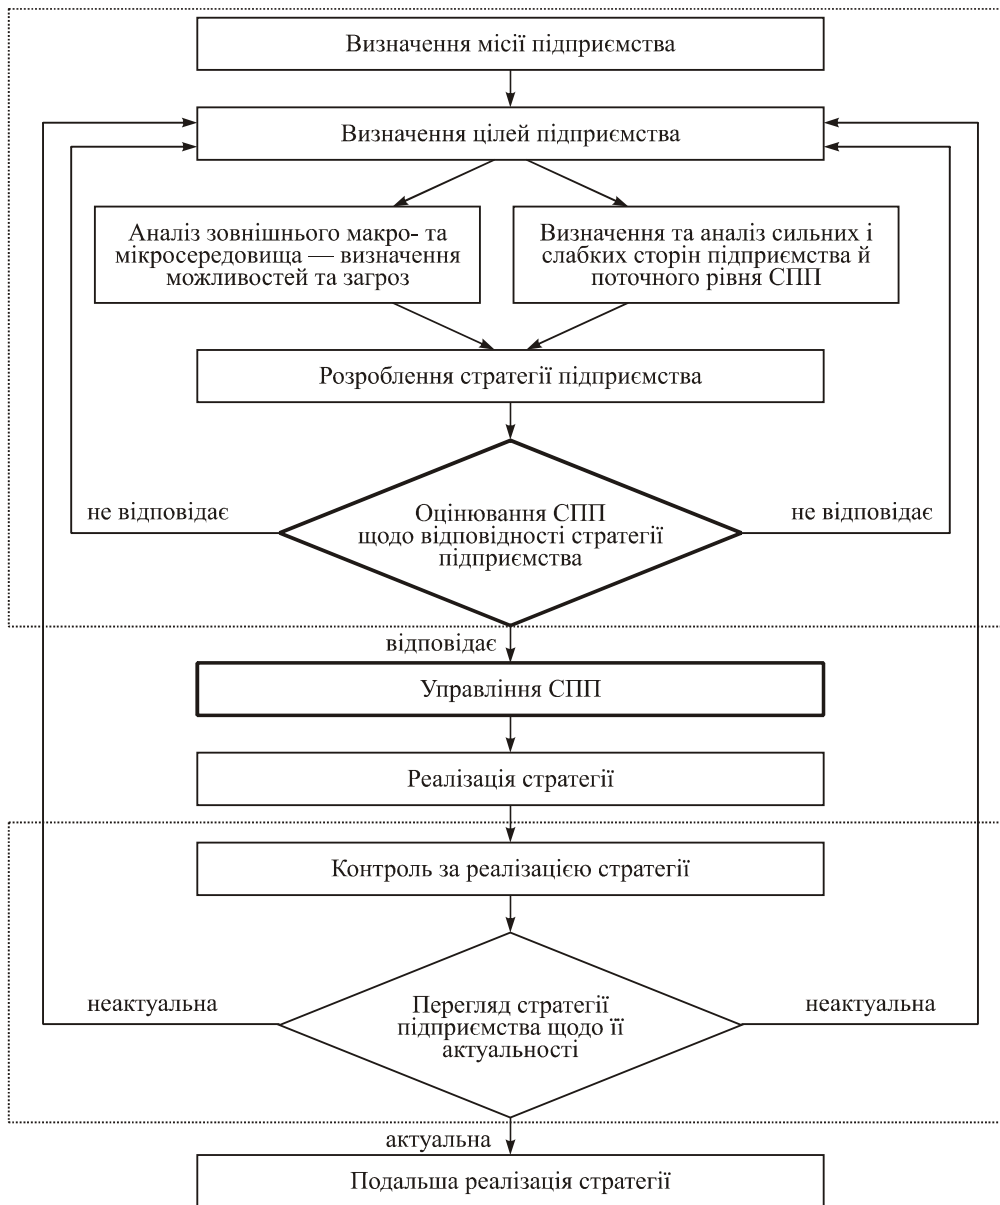 Визначення місії підприємства
Визначення цілей підприємства
Аналіз зовнішнього макро- та
мікросередовища — визначення
можливостей та загроз
Визначення та аналіз сильних і
слабких сторін підприємства й
поточного рівня СПП
Розроблення стратегії підприємства
не відповідає
Оцінювання СПП
щодо відповідності стратегії
підприємства
не відповідає
відповідає
Управління СПП
Реалізація стратегії
Контроль за реалізацією стратегії
неактуальна
Перегляд стратегії
підприємства щодо її
актуальності
неактуальна
актуальна
Подальша реалізація стратегії